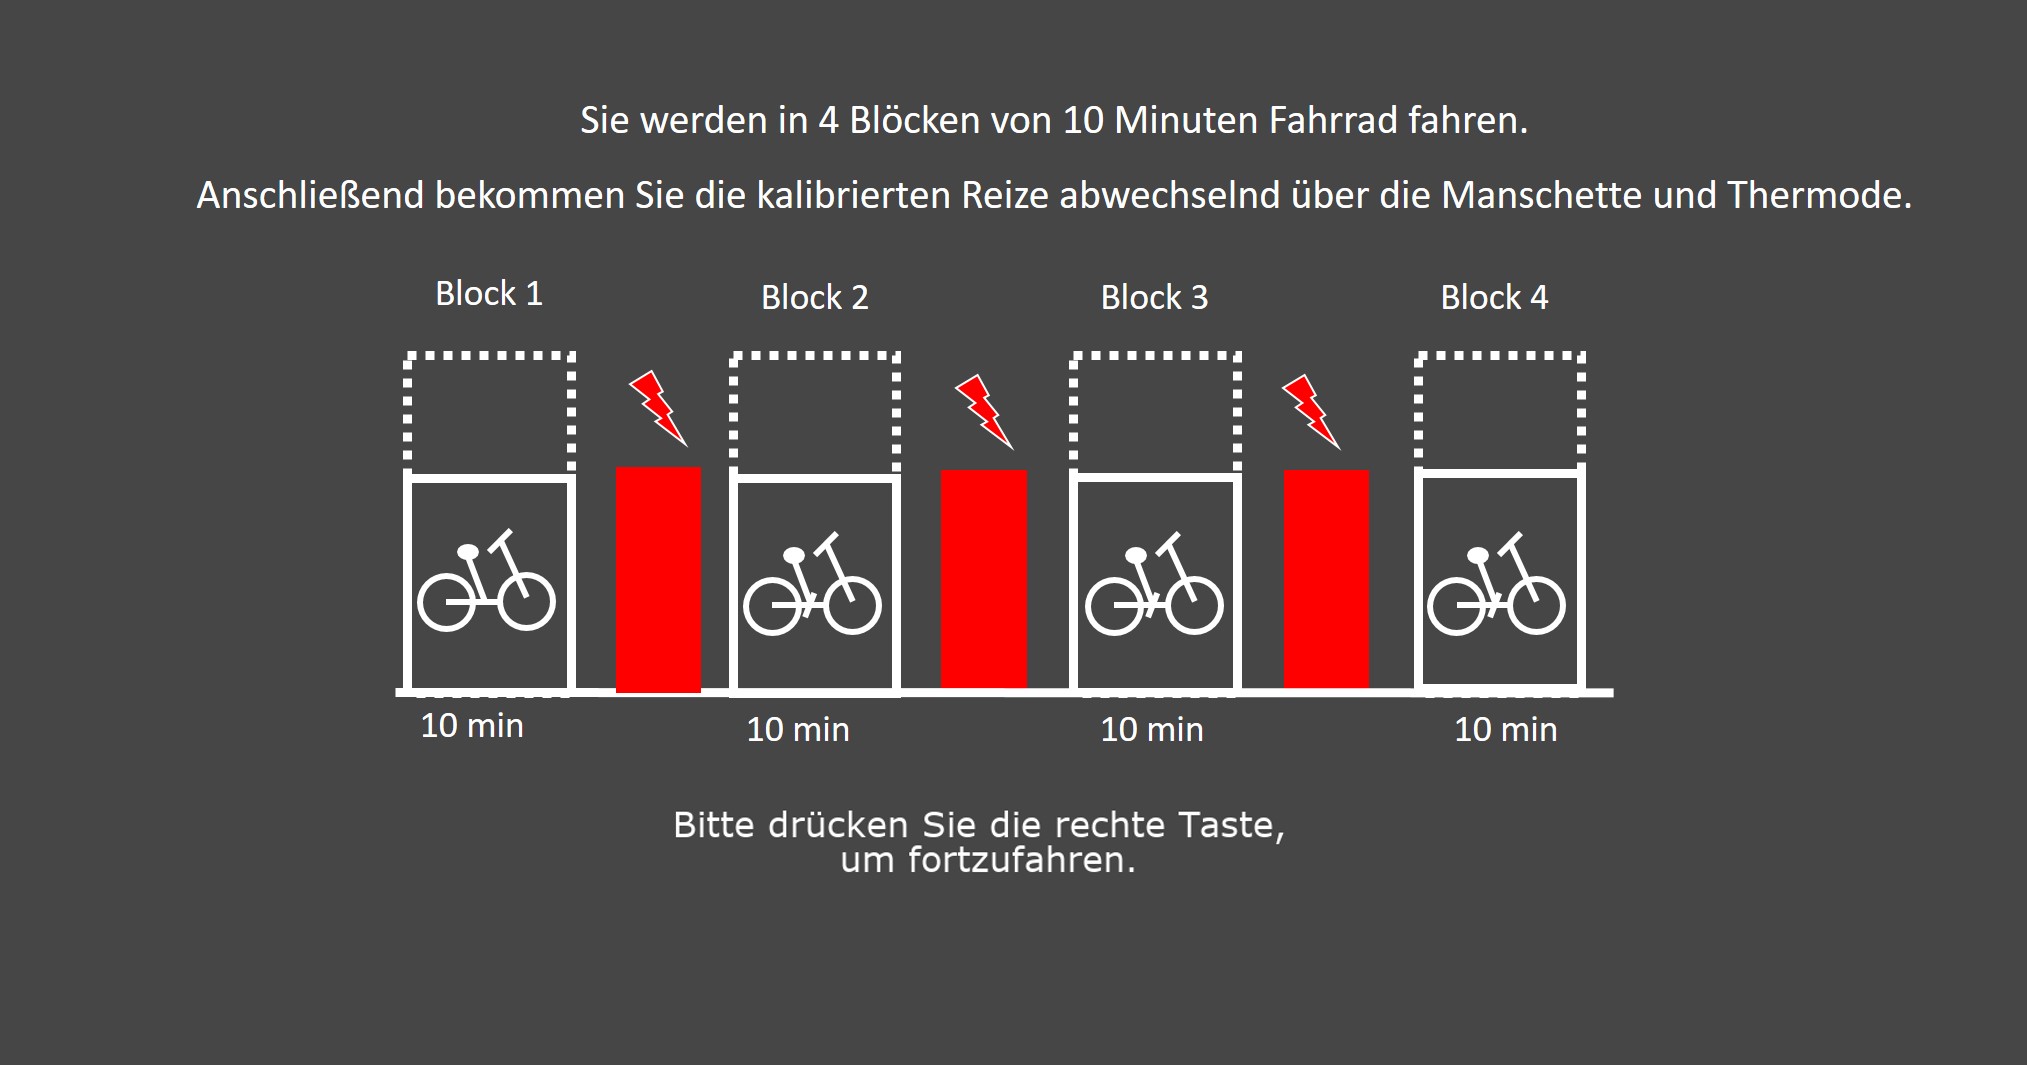 Sie werden in 4 Blöcken von 10 Minuten Fahrrad fahren.
Anschließend bekommen Sie die kalibrierten Reize abwechselnd über die Manschette und Thermode.
Block 1
Block 2
Block 3
Block 4
10 min
10 min
10 min
10 min
Bitte drücken Sie die rechte Taste,
um fortzufahren.